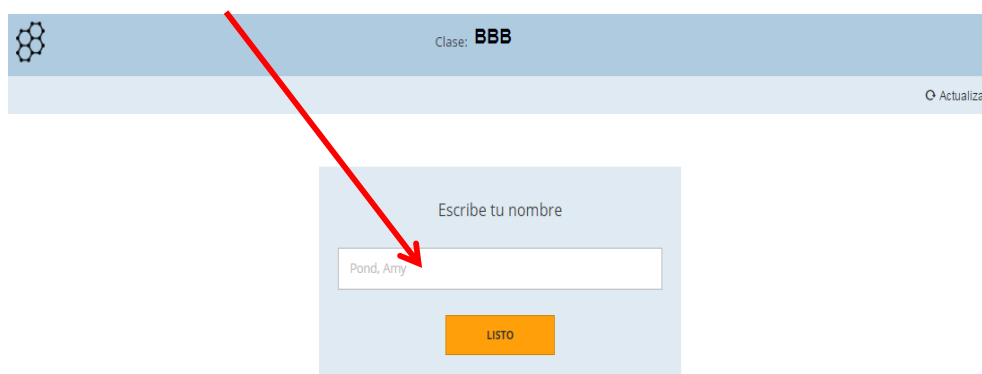 Clase: BBB
Actualiza
Escribe tu nombre
Pond, Amy
LISTO